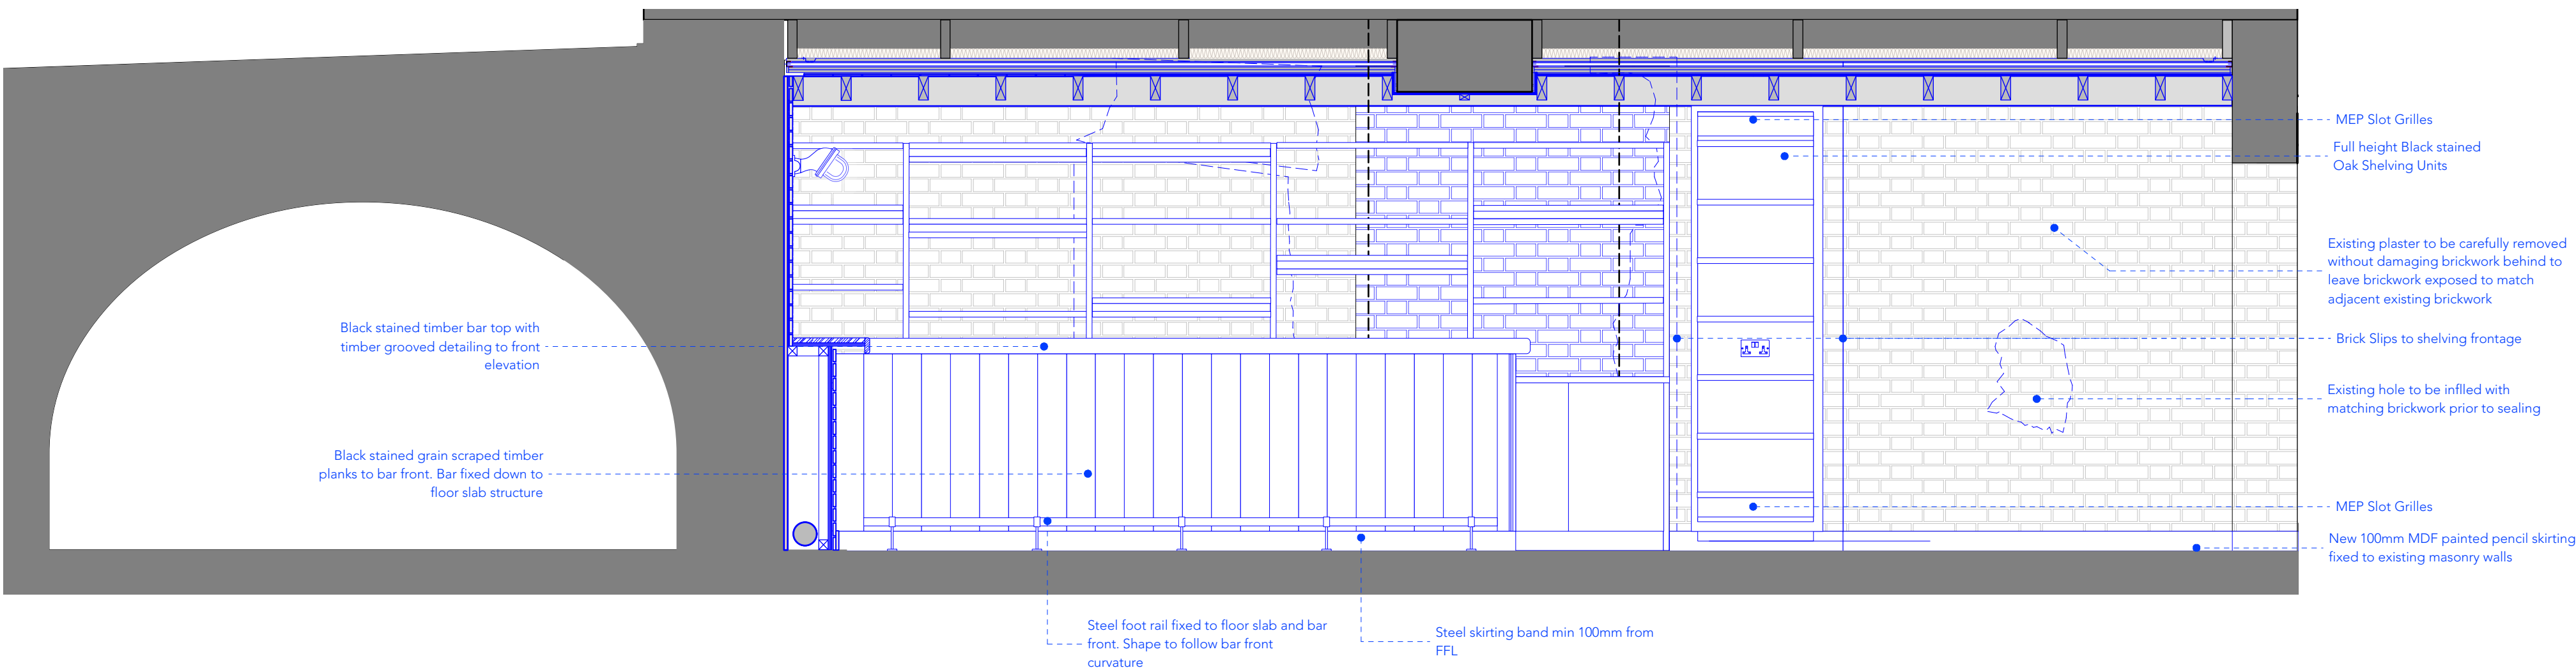 MEP Slot Grilles
Full height Black stained
Oak Shelving Units
Existing plaster to be carefully removed
without damaging brickwork behind to
leave brickwork exposed to match
adjacent existing brickwork
Black stained timber bar top with
timber grooved detailing to front
elevation
Brick Slips to shelving frontage
Existing hole to be inflled with
matching brickwork prior to sealing
Black stained grain scraped timber
planks to bar front. Bar fixed down to
floor slab structure
MEP Slot Grilles
New 100mm MDF painted pencil skirting
fixed to existing masonry walls
Steel foot rail fixed to floor slab and bar
front. Shape to follow bar front
curvature
Steel skirting band min 100mm from
FFL